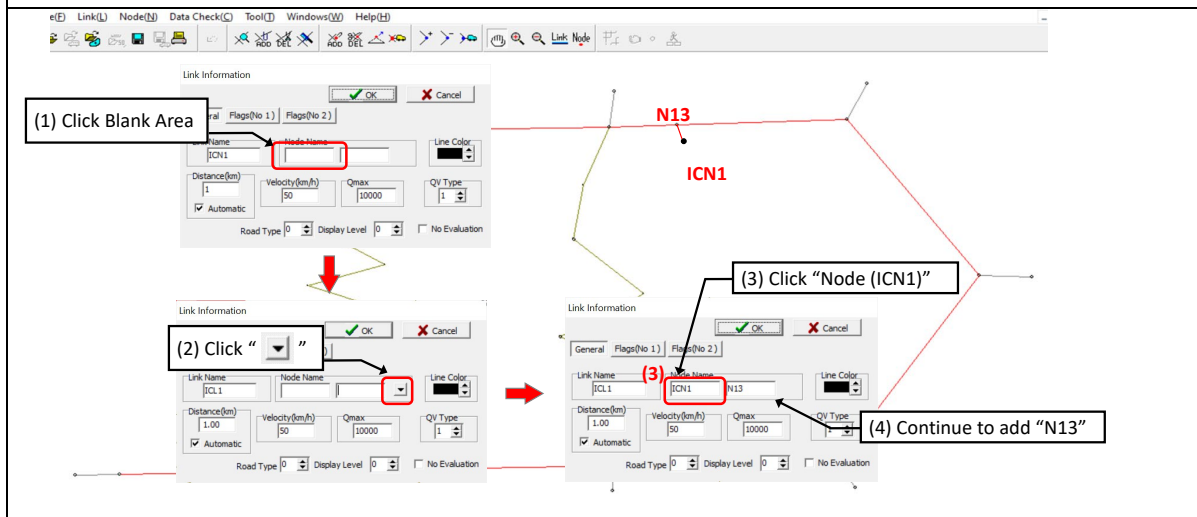 e(F) Link(L) Node(N) Data Check(C) Tool(T) Windows(W) Help(H)
ADD DEL ADD DEL Link Node
Link Information
OK Cancel
(1) Click Blank Area
eral Flags(No 1) Flags(No 2)
Link Name Node Name Line Color
ICN1
Distance(km) Velocity(km/h) Qmax QV Type
1 50 10000 1
Automatic
Road Type 0 Display Level 0 No Evaluation
N13
ICN1
(3) Click “Node (ICN1)”
Link Information
OK Cancel
(2) Click “ ”
Link Name Node Name Line Color
ICL1
Distance(km) Velocity(km/h) Qmax QV Type
1.00 50 10000 1
Automatic
Road Type 0 Display Level 0 No Evaluation
Link Information
OK Cancel
General Flags(No 1) Flags(No 2)
Link Name (3) Node Name Line Color
ICL1 ICN1 N13
Distance(km) Velocity(km/h) Qmax QV Type
1.00 50 10000 1
(4) Continue to add “N13”
Automatic
Road Type 0 Display Level 0 No Evaluation